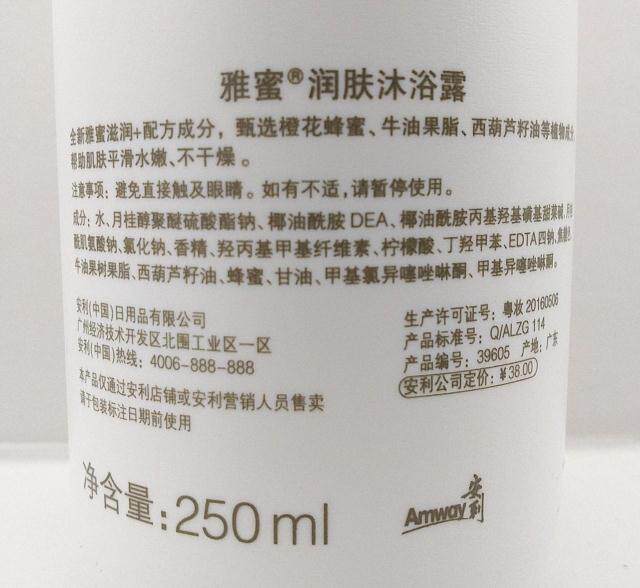 雅蜜®润肤沐浴露
全新雅蜜滋润+配方成分，甄选橙花蜂蜜、牛油果脂、西葫芦籽油等植物成
帮助肌肤平滑水嫩、不干燥。
注意事项：避免直接触及眼睛。如有不适，请暂停使用。
成分：水、月桂醇聚醚硫酸酯钠、椰油酰胺DEA、椰油酰胺丙基羟基磺基甜菜碱、月桂
酰肌氨酸钠、氯化钠、香精、羟丙基甲基纤维素、柠檬酸、丁羟甲苯、EDTA四钠、焦糖色、
牛油果树果脂、西葫芦籽油、蜂蜜、甘油、甲基氯异噻唑啉酮、甲基异噻唑啉酮。
安利(中国)日用品有限公司
广州经济技术开发区北围工业区一区
安利(中国)热线：4006-888-888
本产品仅通过安利店铺或安利营销人员售卖
请于包装标注日期前使用
生产许可证号：粤妆20160506
产品标准号：Q/ALZG 114
产品编号：39605 产地：广东
安利公司定价：¥38.00
净含量：250 ml
Amway安利